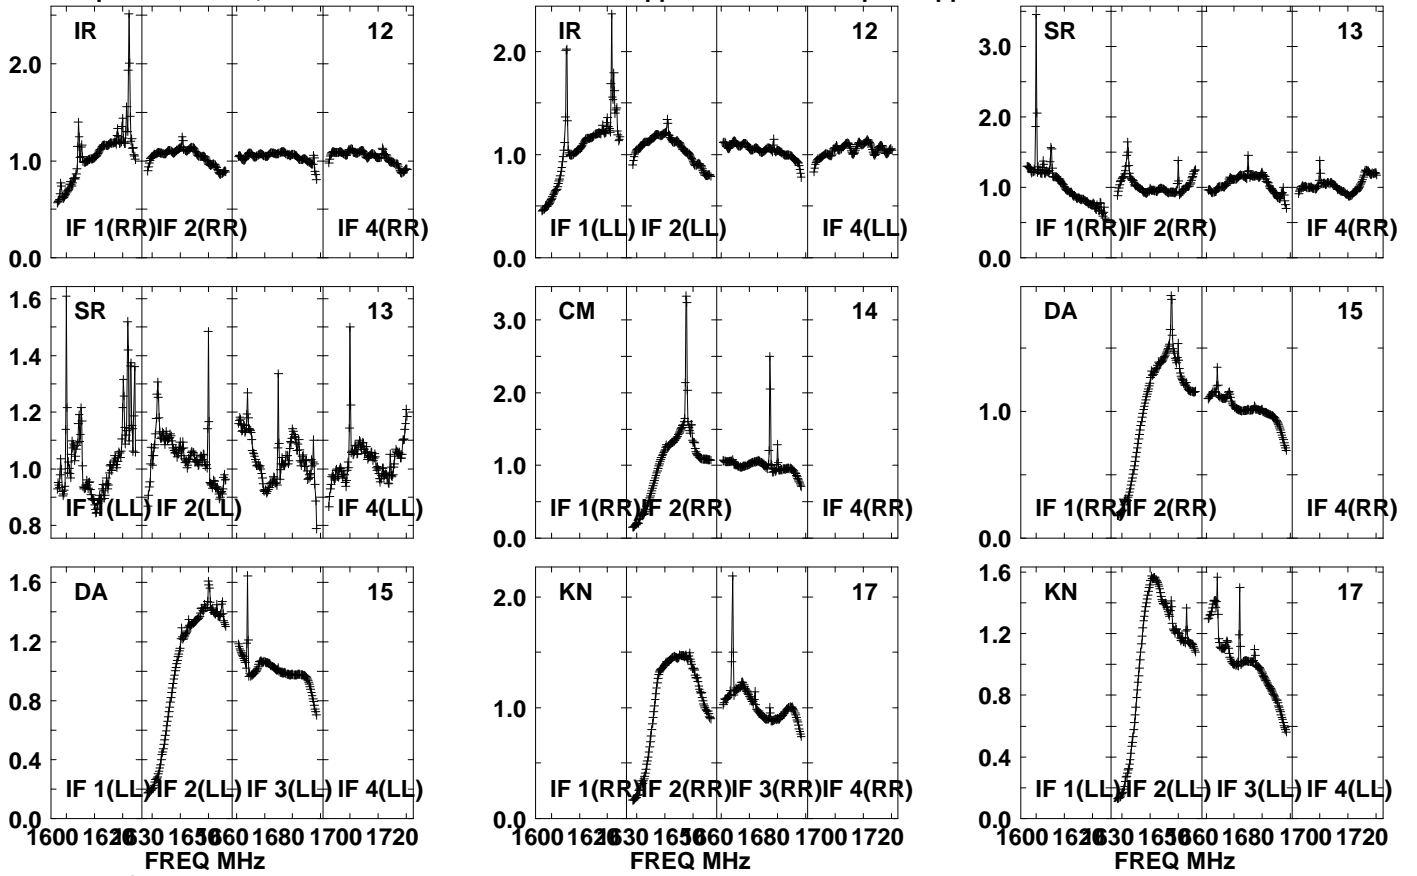 IR 12
IR 12
SR 13
2.0
1.0
0.0
IF 1(RR) IF 2(RR) IF 4(RR)
2.0
1.0
0.0
IF 1(LL) IF 2(LL) IF 4(LL)
3.0
2.0
1.0
0.0
IF 1(RR) IF 2(RR) IF 4(RR)
SR 13
CM 14
DA 15
1.6
1.4
1.2
1.0
0.8
IF 1(LL) IF 2(LL) IF 4(LL)
3.0
2.0
1.0
0.0
IF 1(RR) IF 2(RR) IF 4(RR)
1.0
0.0
IF 1(RR) IF 2(RR) IF 4(RR)
DA 15
KN 17
KN 17
1.6
1.2
0.8
0.4
0.0
IF 1(LL) IF 2(LL) IF 3(LL) IF 4(LL)
2.0
1.0
0.0
IF 1(RR) IF 2(RR) IF 3(RR) IF 4(RR)
1.6
1.2
0.8
0.4
0.0
IF 1(LL) IF 2(LL) IF 3(LL) IF 4(LL)
1600 1620 1630 1650 1660 1680 1700 1720
FREQ MHz
1600 1620 1630 1650 1660 1680 1700 1720
FREQ MHz
1600 1620 1630 1650 1660 1680 1700 1720
FREQ MHz